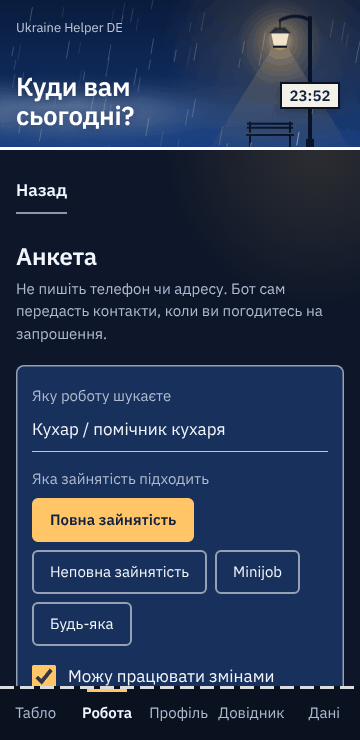 Ukraine Helper DE
Куди вам
сьогодні?
23:52
Назад
Анкета
Не пишіть телефон чи адресу. Бот сам
передасть контакти, коли ви погодитесь на
запрошення.
Яку роботу шукаєте
Кухар / помічник кухаря
Яка зайнятість підходить
Повна зайнятість
Неповна зайнятість
Minijob
Будь-яка
Можу працювати змінами
Табло
Робота
Профіль
Довідник
Дані